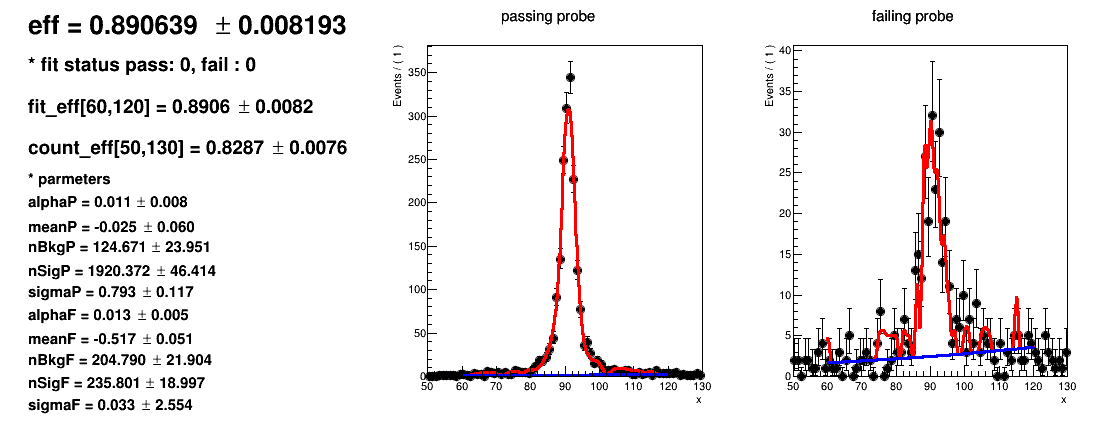 eff = 0.890639 ± 0.008193
* fit status pass: 0, fail : 0
fit_eff[60,120] = 0.8906 ± 0.0082
count_eff[50,130] = 0.8287 ± 0.0076
* parmeters
alphaP = 0.011 ± 0.008
meanP = -0.025 ± 0.060
nBkgP = 124.671 ± 23.951
nSigP = 1920.372 ± 46.414
sigmaP = 0.793 ± 0.117
alphaF = 0.013 ± 0.005
meanF = -0.517 ± 0.051
nBkgF = 204.790 ± 21.904
nSigF = 235.801 ± 18.997
sigmaF = 0.033 ± 2.554
passing probe
Events / ( 1 )
350
300
250
200
150
100
50
0
50 60 70 80 90 100 110 120 130
x
failing probe
Events / ( 1 )
40
35
30
25
20
15
10
5
0
50 60 70 80 90 100 110 120 130
x